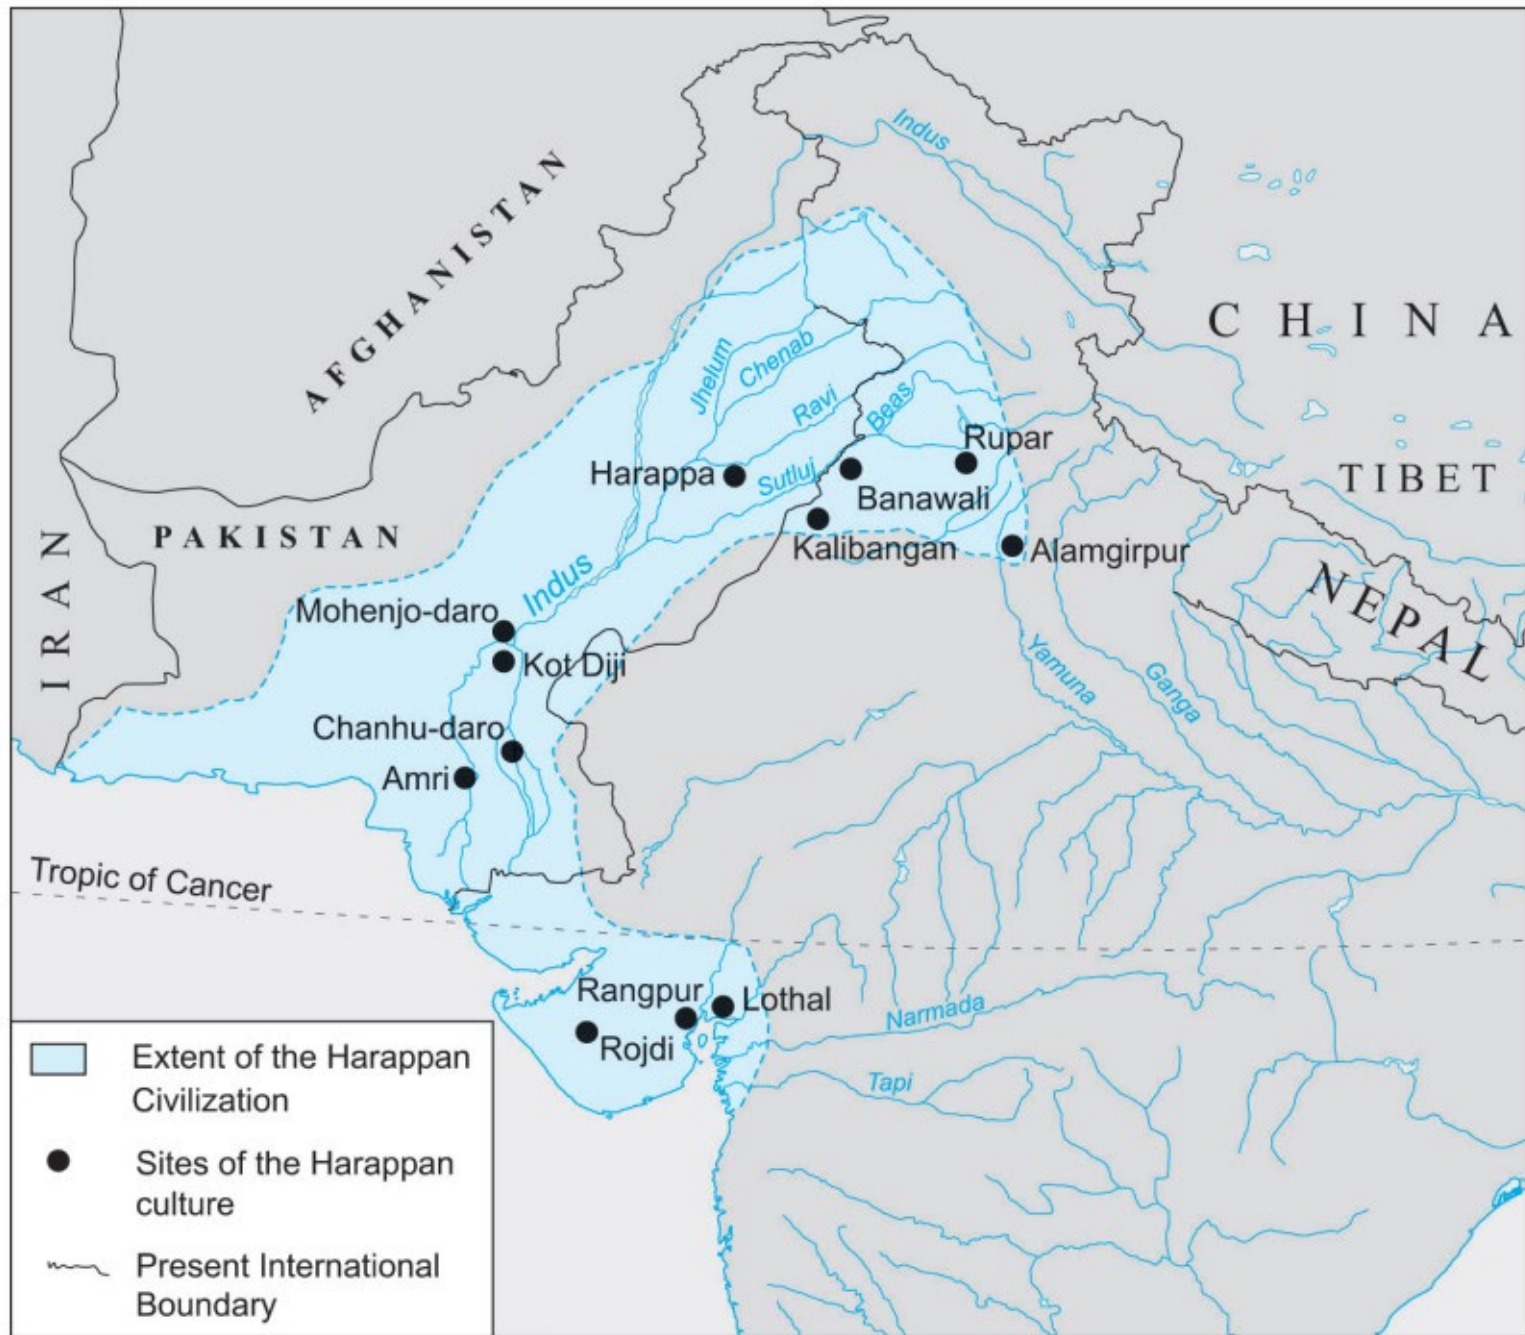 Indus
AFGHANISTAN
CHINA
Jhelum
Chenab
Ravi
Beas
Rupar
Harappa
Sutluj
Banawali
TIBET
PAKISTAN
Kalibangan
Alamgirpur
IRAN
Indus
NEPAL
Mohenjo-daro
Kot Diji
Yamuna
Ganga
Chanhu-daro
Amri
Tropic of Cancer
Rangpur
Lothal
Narmada
Rojdi
Tapi
Extent of the Harappan
Civilization
Sites of the Harappan
culture
Present International
Boundary